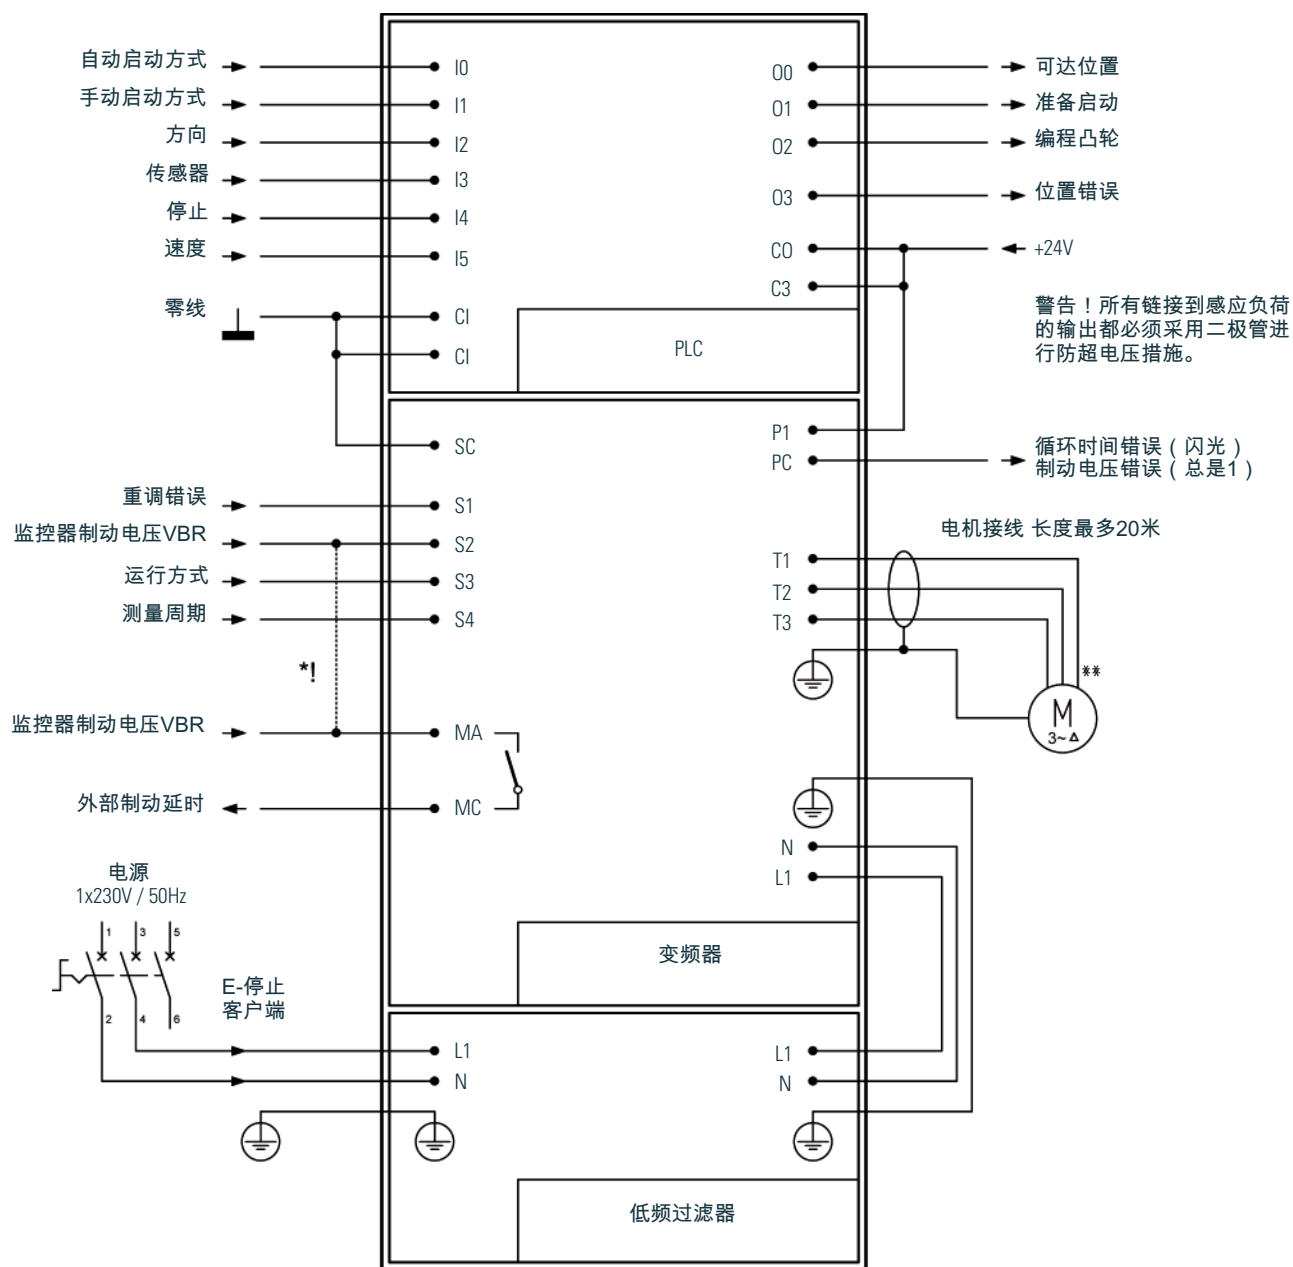 自动启动方式
I0
O0
可达位置
手动启动方式
I1
O1
准备启动
方向
I2
O2
编程凸轮
传感器
I3
O3
位置错误
停止
I4
速度
I5
CO
+24V
C3
零线
CI
CI
PLC
警告！所有链接到感应负荷
的输出都必须采用二极管进
行防超电压措施。
SC
P1
PC
循环时间错误（闪光）
制动电压错误（总是1）
重调错误
S1
监控器制动电压VBR
S2
运行方式
S3
测量周期
S4
电机接线 长度最多20米
T1
T2
T3
*!
**
M
3~ Δ
监控器制动电压VBR
MA
外部制动延时
MC
N
L1
电源
1x230V / 50Hz
1 3 5
2 4 6
E-停止
客户端
变频器
L1
N
L1
N
低频过滤器